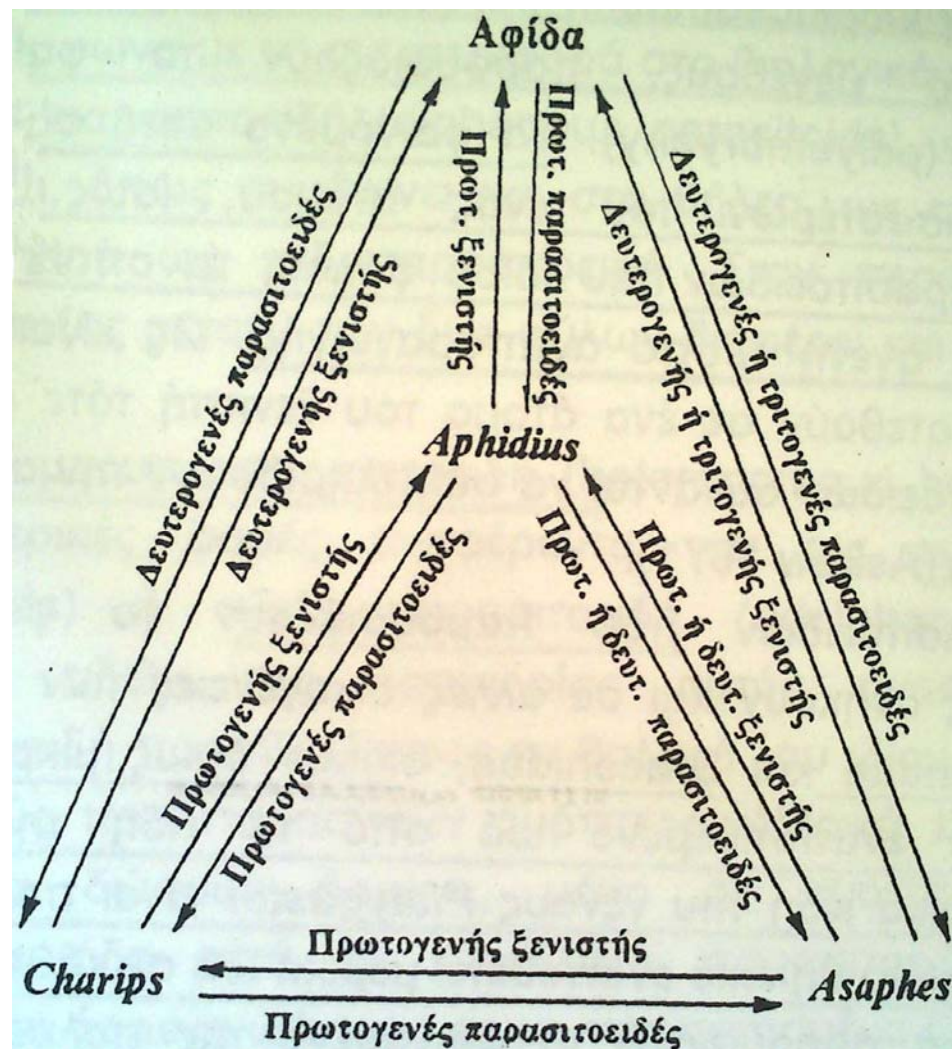 Αφίδα
Δευτερογενές παρασιτοειδές
Δευτερογενής ξενιστής
Πρωτ. ξενιστής
Πρωτ. παρασιτοειδές
Δευτερογενής ή τριτογενής ξενιστής
Δευτερογενές ή τριτογενές παρασιτοειδές
Aphidius
Πρωτογενής ξενιστής
Πρωτογενές παρασιτοειδές
Πρωτ. ή δευτ. παρασιτοειδές
Πρωτ. ή δευτ. ξενιστής
Πρωτογενής ξενιστής
Charips
Asaphes
Πρωτογενές παρασιτοειδές